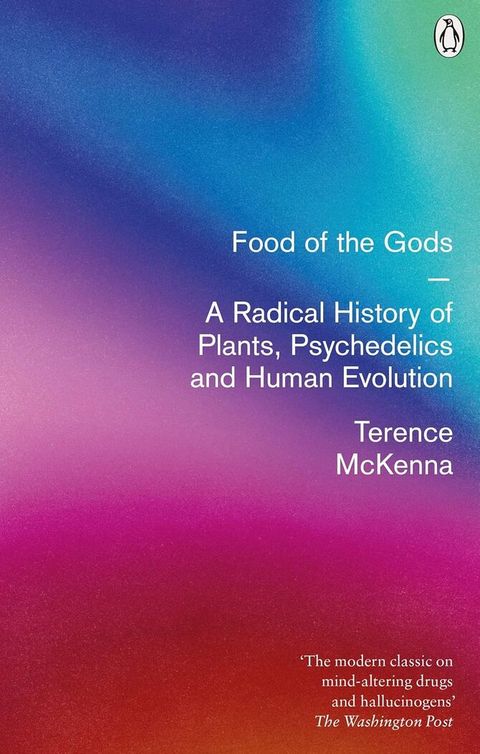 Food of the Gods
—
A Radical History of
Plants, Psychedelics
and Human Evolution
Terence
McKenna
‘The modern classic on
mind-altering drugs
and hallucinogens’
The Washington Post